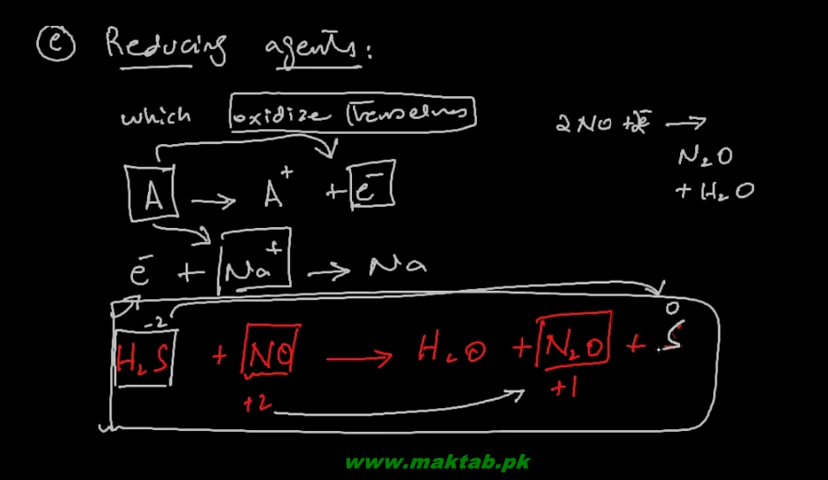 (e) Reducing agents:
which oxidize themselves
2NO + 2e⁻ →
N₂O
+ H₂O
A → A⁺ + e⁻
e⁻ + Na⁺ → Na
-2 0
H₂S + NO → H₂O + N₂O + S
+2 +1
www.maktab.pk